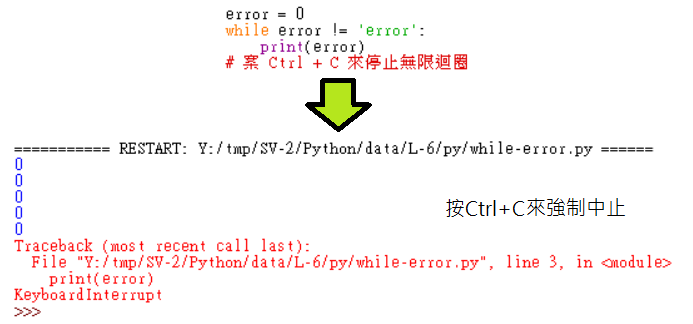 error = 0
while error != 'error':
    print(error)
# 案 Ctrl + C 來停止無限迴圈
=========== RESTART: Y:/tmp/SV-2/Python/data/L-6/py/while-error.py ======
0
0
0
0
0
按Ctrl+C來強制中止
Traceback (most recent call last):
  File "Y:/tmp/SV-2/Python/data/L-6/py/while-error.py", line 3, in <module>
    print(error)
KeyboardInterrupt
>>>